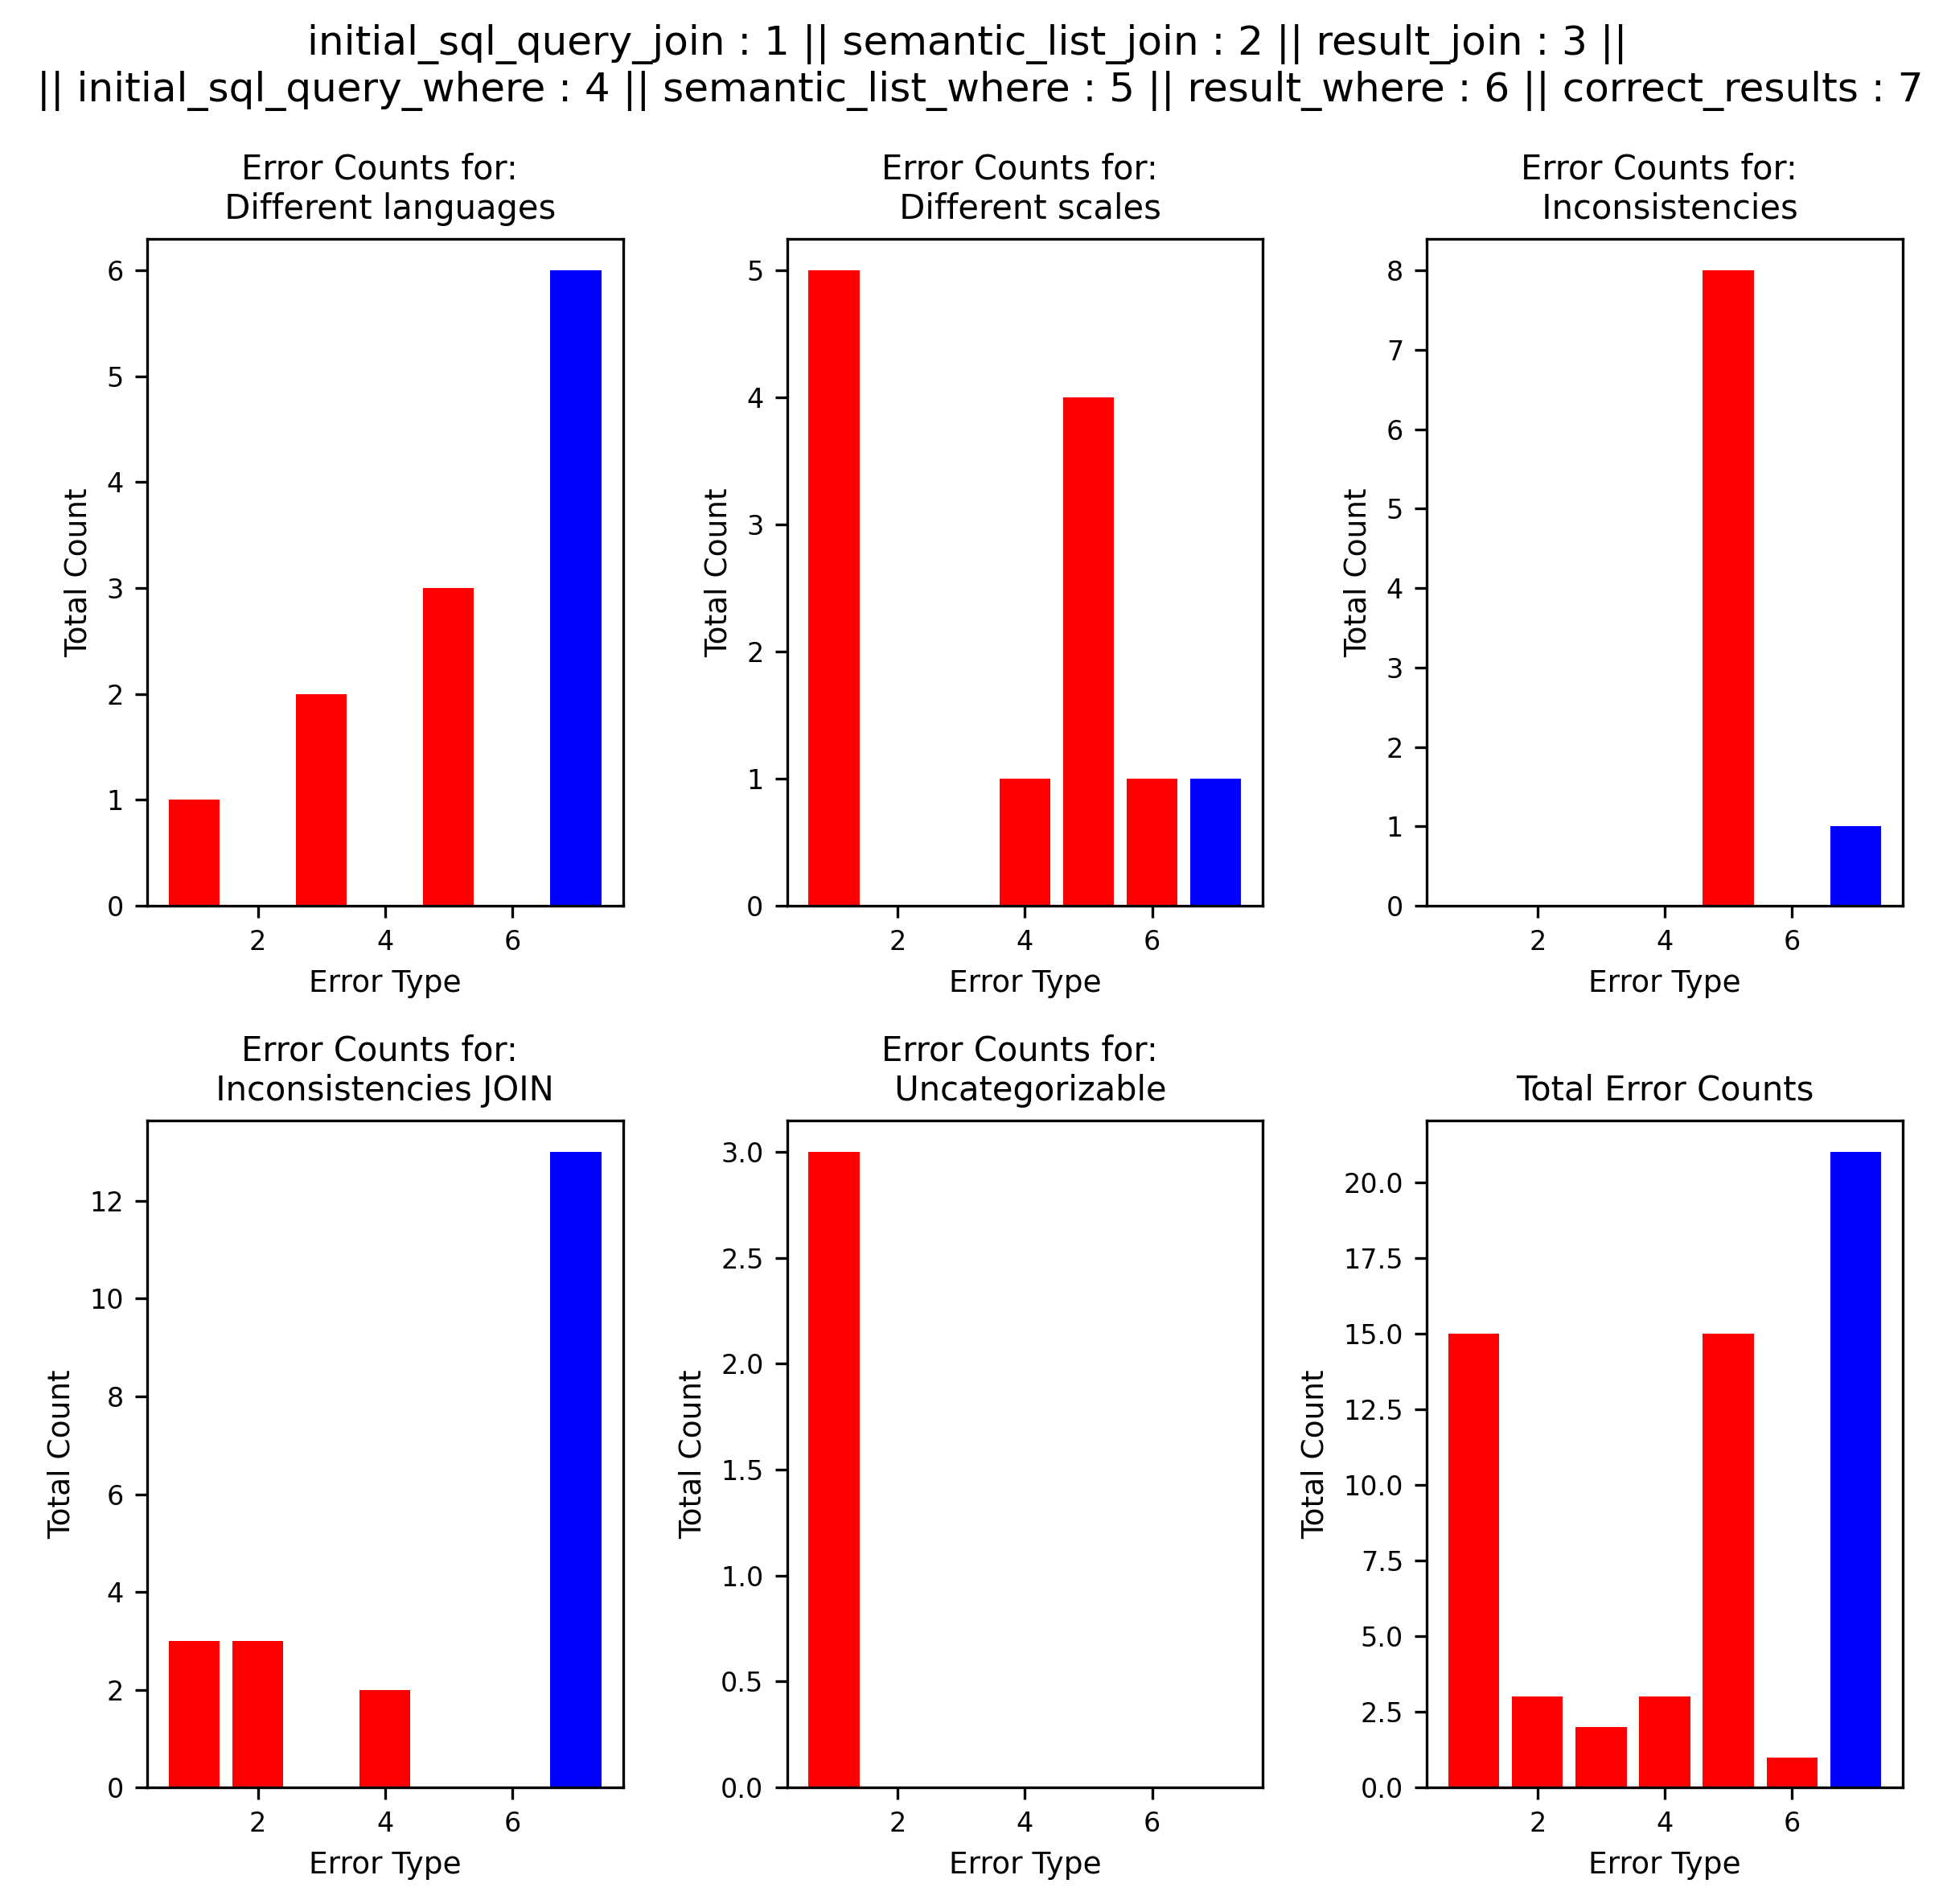 initial_sql_query_join : 1 || semantic_list_join : 2 || result_join : 3 ||
|| initial_sql_query_where : 4 || semantic_list_where : 5 || result_where : 6 || correct_results : 7
Error Counts for:
Different languages
6
5
4
3
2
1
0
Total Count
2 4 6
Error Type
Error Counts for:
Different scales
5
4
3
2
1
0
Total Count
2 4 6
Error Type
Error Counts for:
Inconsistencies
8
7
6
5
4
3
2
1
0
Total Count
2 4 6
Error Type
Error Counts for:
Inconsistencies JOIN
12
10
8
6
4
2
0
Total Count
2 4 6
Error Type
Error Counts for:
Uncategorizable
3.0
2.5
2.0
1.5
1.0
0.5
0.0
Total Count
2 4 6
Error Type
Total Error Counts
20.0
17.5
15.0
12.5
10.0
7.5
5.0
2.5
0.0
Total Count
2 4 6
Error Type